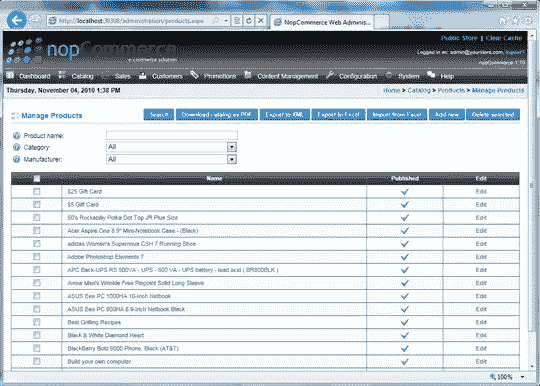 http://localhost:39308/administration/products.aspx
NopCommerce Web Adminis...
Public Store | Clear Cache
nopCommerce
e-commerce solution
Logged in as: admin@yourstore.com, Logout?
nopCommerce 1.70
Dashboard Catalog Sales Customers Promotions Content Management Configuration System Help
Thursday, November 04, 2010 1:38 PM
Home > Catalog > Products > Manage Products
Manage Products
Search Download catalog as PDF Export to XML Export to Excel Import from Excel Add new Delete selected
Product name:
Category: All
Manufacturer: All
Name Published Edit
$25 Gift Card Edit
$5 Gift Card Edit
50's Rockabilly Polka Dot Top JR Plus Size Edit
Acer Aspire One 8.9" Mini-Notebook Case - (Black) Edit
adidas Women's Supernova CSH 7 Running Shoe Edit
Adobe Photoshop Elements 7 Edit
APC Back-UPS RS 800VA - UPS - 800 VA - UPS battery - lead acid ( BR800BLK ) Edit
Arrow Men's Wrinkle Free Pinpoint Solid Long Sleeve Edit
ASUS Eee PC 1000HA 10-Inch Netbook Edit
ASUS Eee PC 900HA 8.9-Inch Netbook Black Edit
Best Grilling Recipes Edit
Black & White Diamond Heart Edit
BlackBerry Bold 9000 Phone, Black (AT&T) Edit
Build your own computer Edit
100%